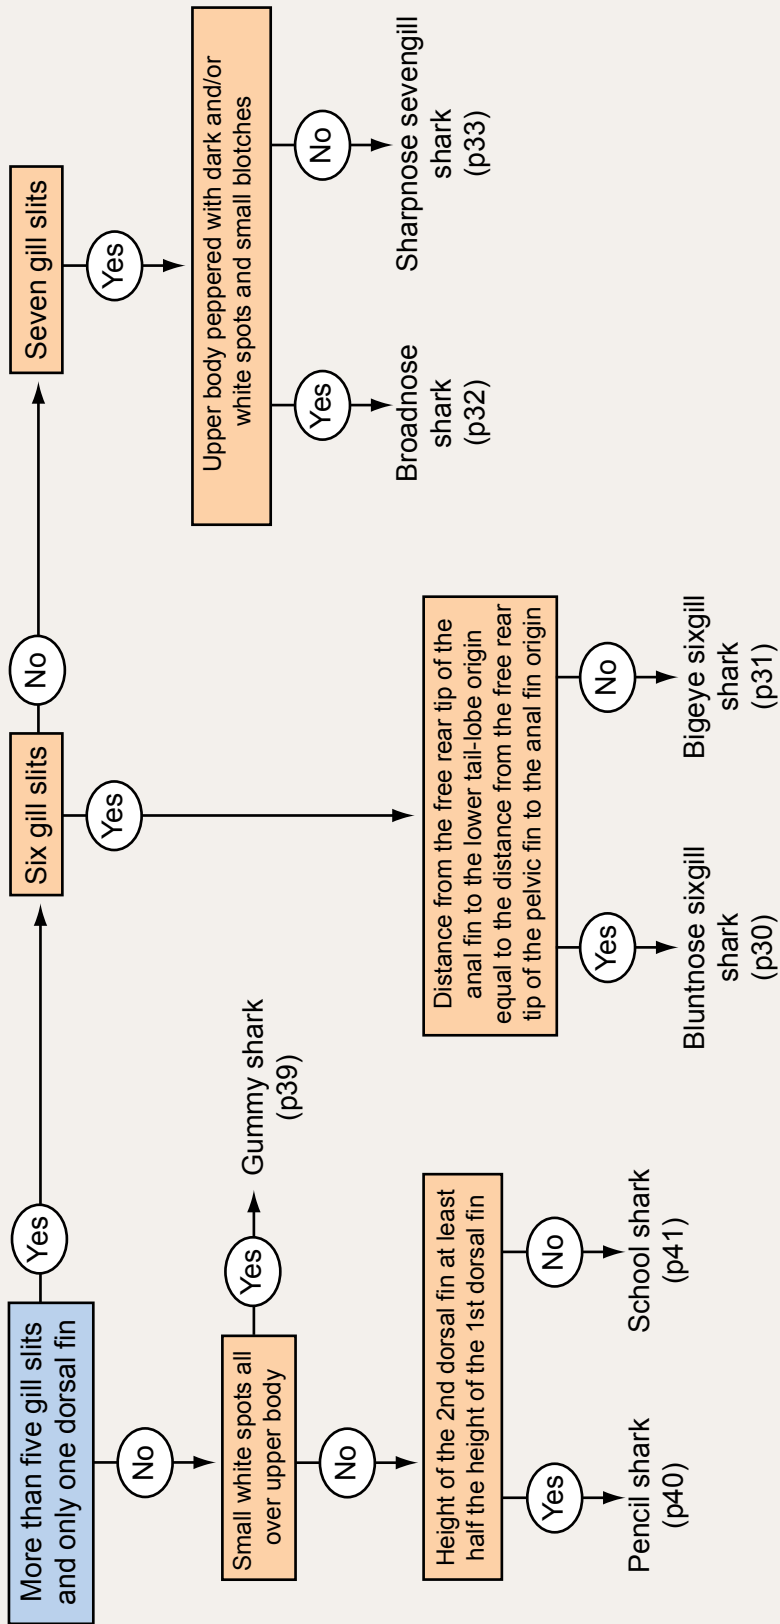 More than five gill slits
and only one dorsal fin
Yes
Six gill slits
No
Seven gill slits
Yes
Upper body peppered with dark and/or
white spots and small blotches
Yes
Broadnose
shark
(p32)
No
Sharpnose sevengill
shark
(p33)
Yes
Distance from the free rear tip of the
anal fin to the lower tail-lobe origin
equal to the distance from the free rear
tip of the pelvic fin to the anal fin origin
Yes
Bluntnose sixgill
shark
(p30)
No
Bigeye sixgill
shark
(p31)
No
Small white spots all
over upper body
Yes
Gummy shark
(p39)
No
Height of the 2nd dorsal fin at least
half the height of the 1st dorsal fin
Yes
Pencil shark
(p40)
No
School shark
(p41)